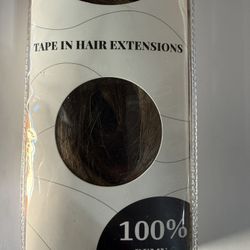 TAPE IN HAIR EXTENSIONS
100%